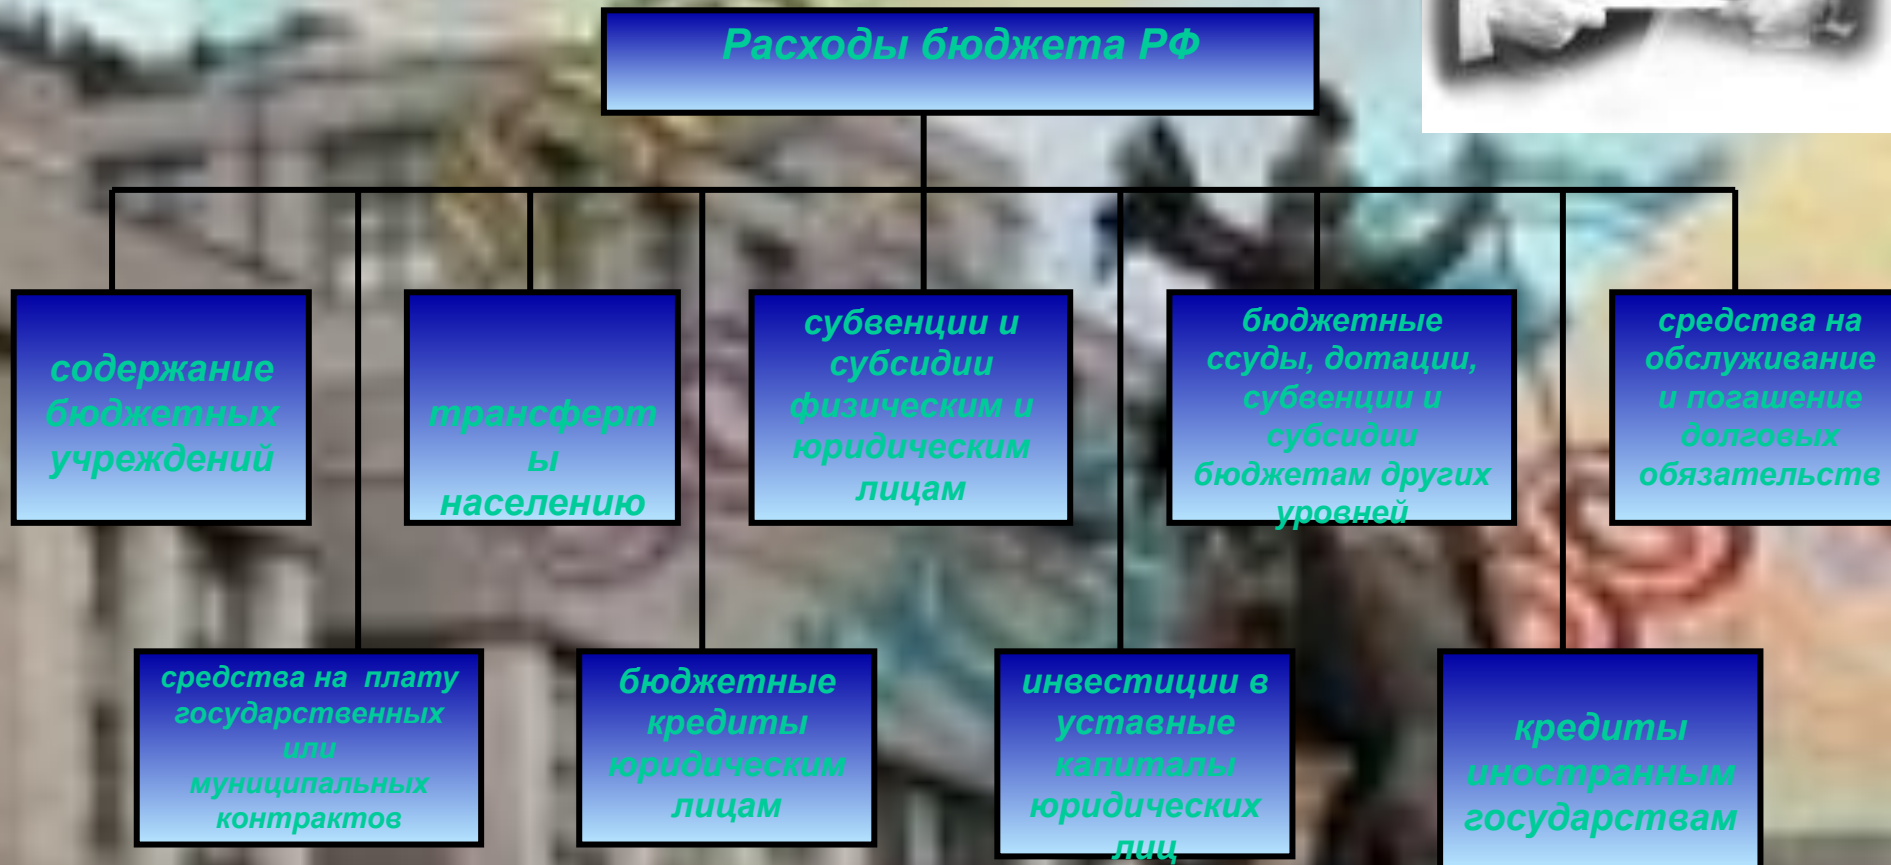 Расходы бюджета РФ
содержание
бюджетных
учреждений
трансферт
ы
населению
субвенции и
субсидии
физическим и
юридическим
лицам
бюджетные
ссуды, дотации,
субвенции и
субсидии
бюджетам других
уровней
средства на
обслуживание
и погашение
долговых
обязательств
средства на плату
государственных
или
муниципальных
контрактов
бюджетные
кредиты
юридическим
лицам
инвестиции в
уставные
капиталы
юридических
лиц
кредиты
иностранным
государствам